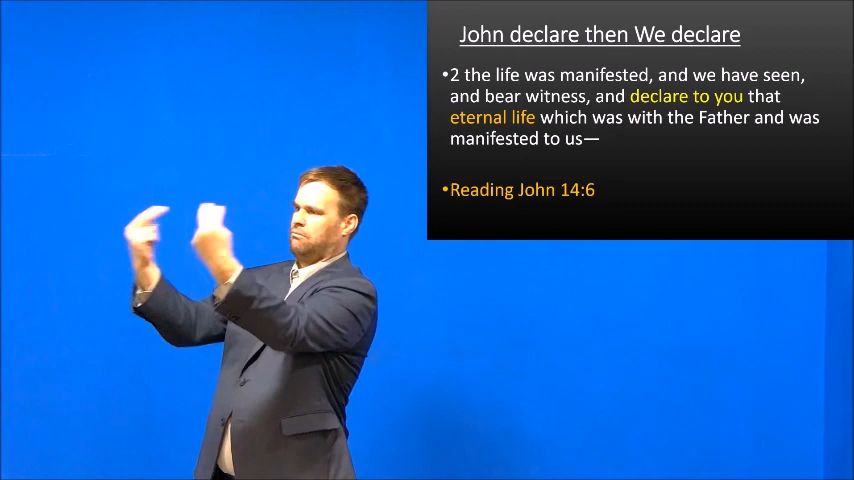 John declare then We declare
•2 the life was manifested, and we have seen,
and bear witness, and declare to you that
eternal life which was with the Father and was
manifested to us—
•Reading John 14:6